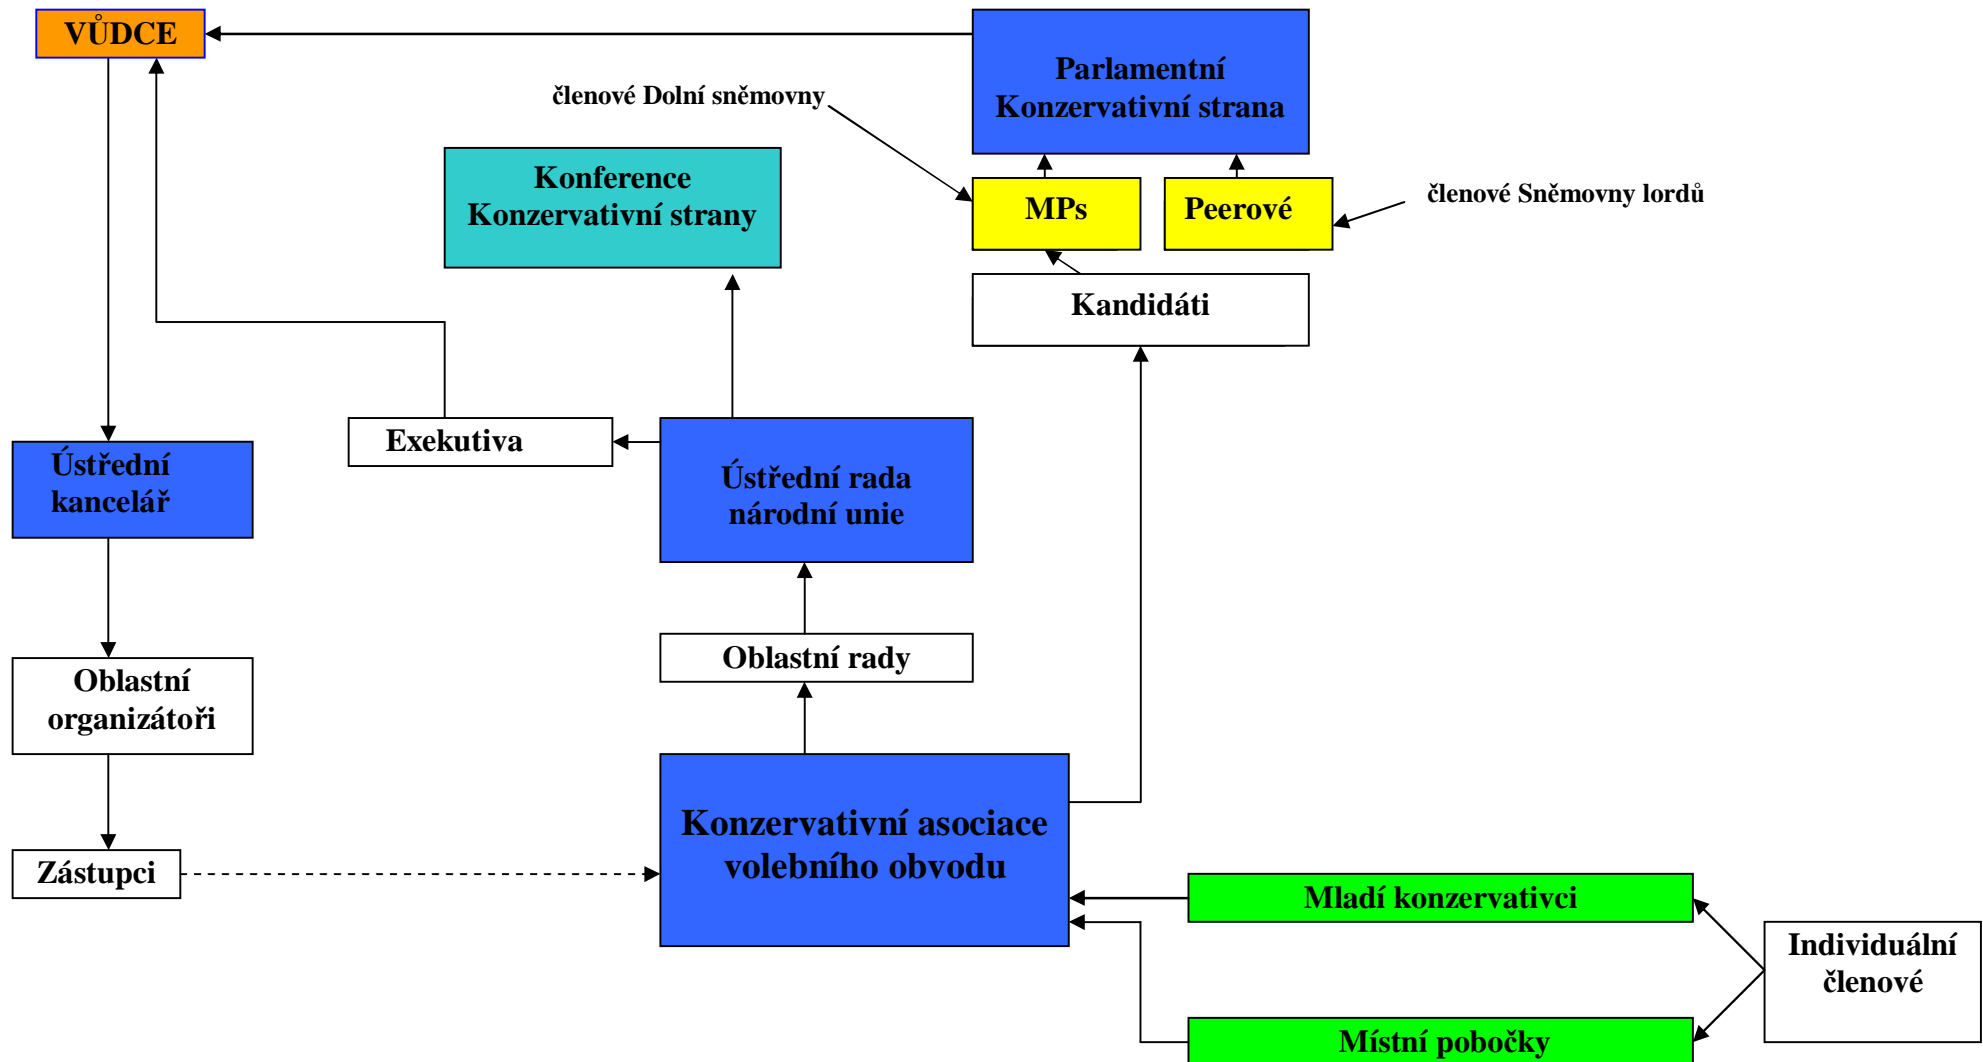 VŮDCE
Parlamentní
Konzervativní strana
členové Dolní sněmovny
Konference
Konzervativní strany
MPs
Peerové
členové Sněmovny lordů
Kandidáti
Exekutiva
Ústřední
kancelář
Ústřední rada
národní unie
Oblastní rady
Oblastní
organizátoři
Konzervativní asociace
volebního obvodu
Zástupci
Mladí konzervativci
Individuální
členové
Místní pobočky